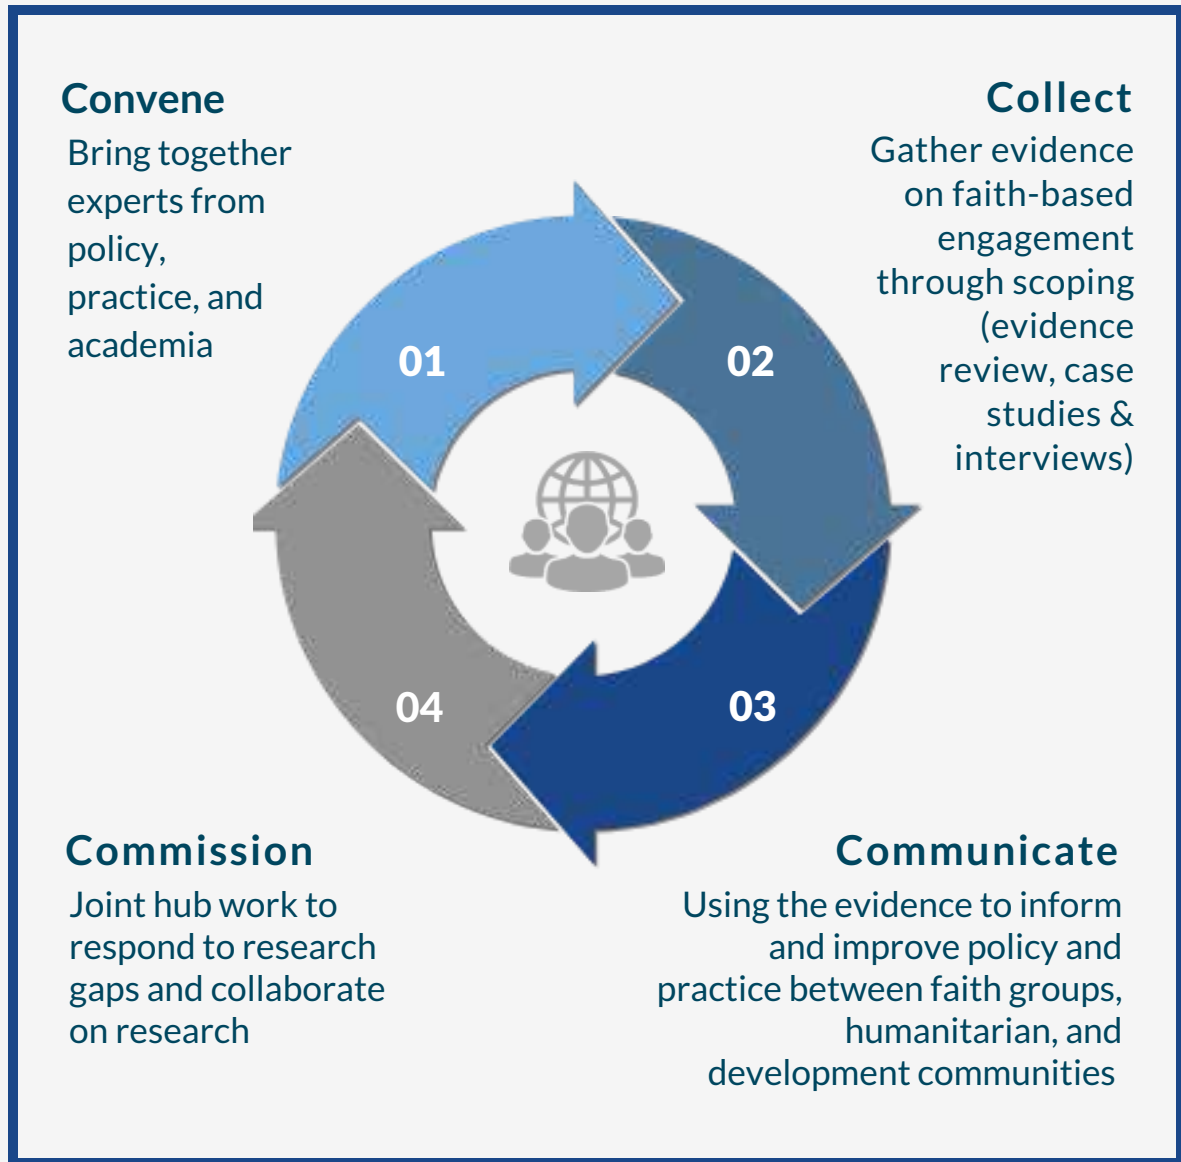 Convene
Bring together
experts from
policy,
practice, and
academia
01
Collect
Gather evidence
on faith-based
engagement
through scoping
(evidence
review, case
studies &
interviews)
02
Communicate
Using the evidence to inform
and improve policy and
practice between faith groups,
humanitarian, and
development communities
03
Commission
Joint hub work to
respond to research
gaps and collaborate
on research
04